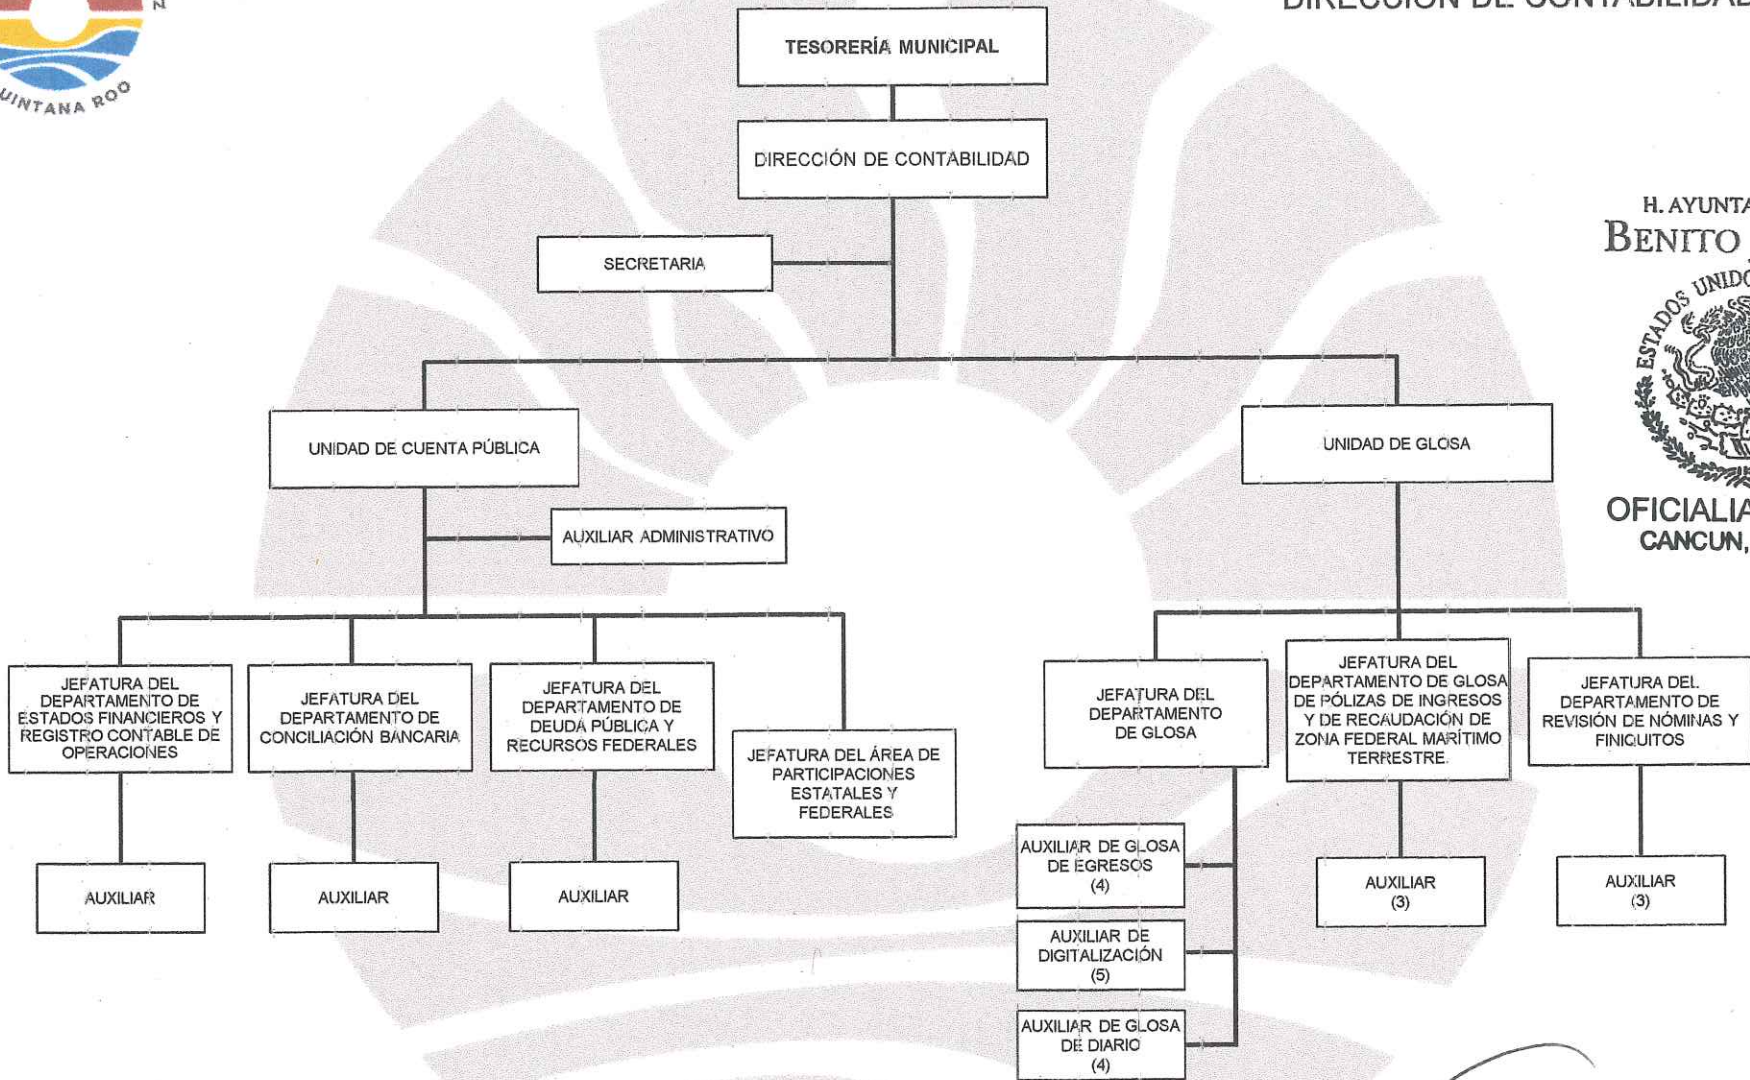 DIRECCIÓN DE CONTABILIDAD
QUINTANA ROO
TESORERÍA MUNICIPAL
DIRECCIÓN DE CONTABILIDAD
SECRETARIA
H. AYUNTA
BENITO
ESTADOS UNIDO
OFICIALIA
CANCUN,
UNIDAD DE CUENTA PÚBLICA
UNIDAD DE GLOSA
AUXILIAR ADMINISTRATIVO
JEFATURA DEL
DEPARTAMENTO DE
ESTADOS FINANCIEROS Y
REGISTRO CONTABLE DE
OPERACIONES
JEFATURA DEL
DEPARTAMENTO DE
CONCILIACIÓN BANCARIA
JEFATURA DEL
DEPARTAMENTO DE
DEUDA PÚBLICA Y
RECURSOS FEDERALES
JEFATURA DEL ÁREA DE
PARTICIPACIONES
ESTATALES Y
FEDERALES
JEFATURA DEL
DEPARTAMENTO
DE GLOSA
JEFATURA DEL
DEPARTAMENTO DE GLOSA
DE PÓLIZAS DE INGRESOS
Y DE RECAUDACIÓN DE
ZONA FEDERAL MARÍTIMO
TERRESTRE.
JEFATURA DEL
DEPARTAMENTO DE
REVISIÓN DE NÓMINAS Y
FINIQUITOS
AUXILIAR
AUXILIAR
AUXILIAR
AUXILIAR DE GLOSA
DE EGRESOS
(4)
AUXILIAR DE
DIGITALIZACIÓN
(5)
AUXILIAR DE GLOSA
DE DIARIO
(4)
AUXILIAR
(3)
AUXILIAR
(3)